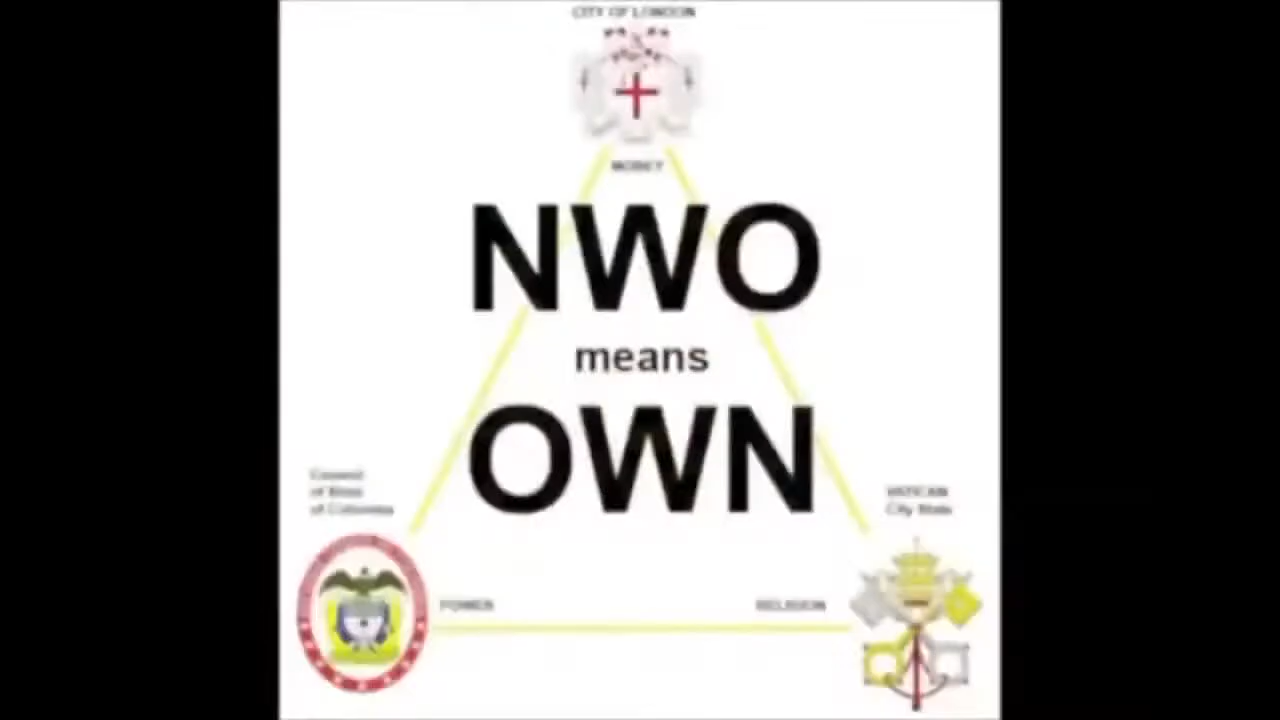 CITY OF LONDON
MONEY
NWO
means
OWN
VATICAN
City State
POWER
RELIGION